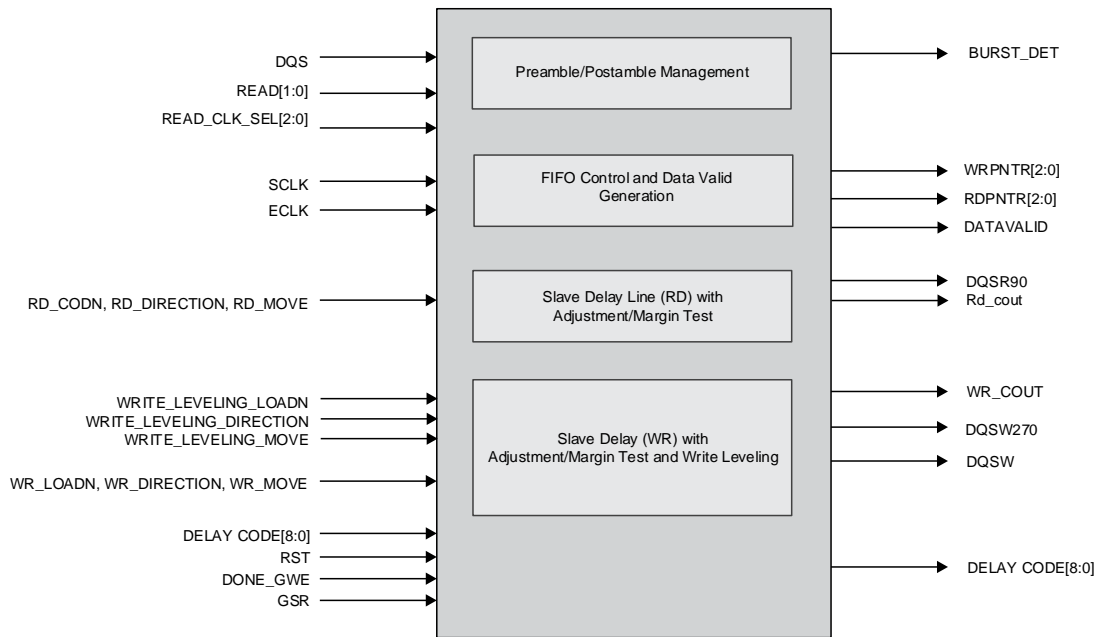 DQS
READ[1:0]
READ_CLK_SEL[2:0]
SCLK
ECLK
RD_CODN, RD_DIRECTION, RD_MOVE
WRITE_LEVELING_LOADN
WRITE_LEVELING_DIRECTION
WRITE_LEVELING_MOVE
WR_LOADN, WR_DIRECTION, WR_MOVE
DELAY CODE[8:0]
RST
DONE_GWE
GSR
Preamble/Postamble Management
FIFO Control and Data Valid
Generation
Slave Delay Line (RD) with
Adjustment/Margin Test
Slave Delay (WR) with
Adjustment/Margin Test and Write Leveling
BURST_DET
WRPNTR[2:0]
RDPNTR[2:0]
DATAVALID
DQSR90
Rd_cout
WR_COUT
DQSW270
DQSW
DELAY CODE[8:0]